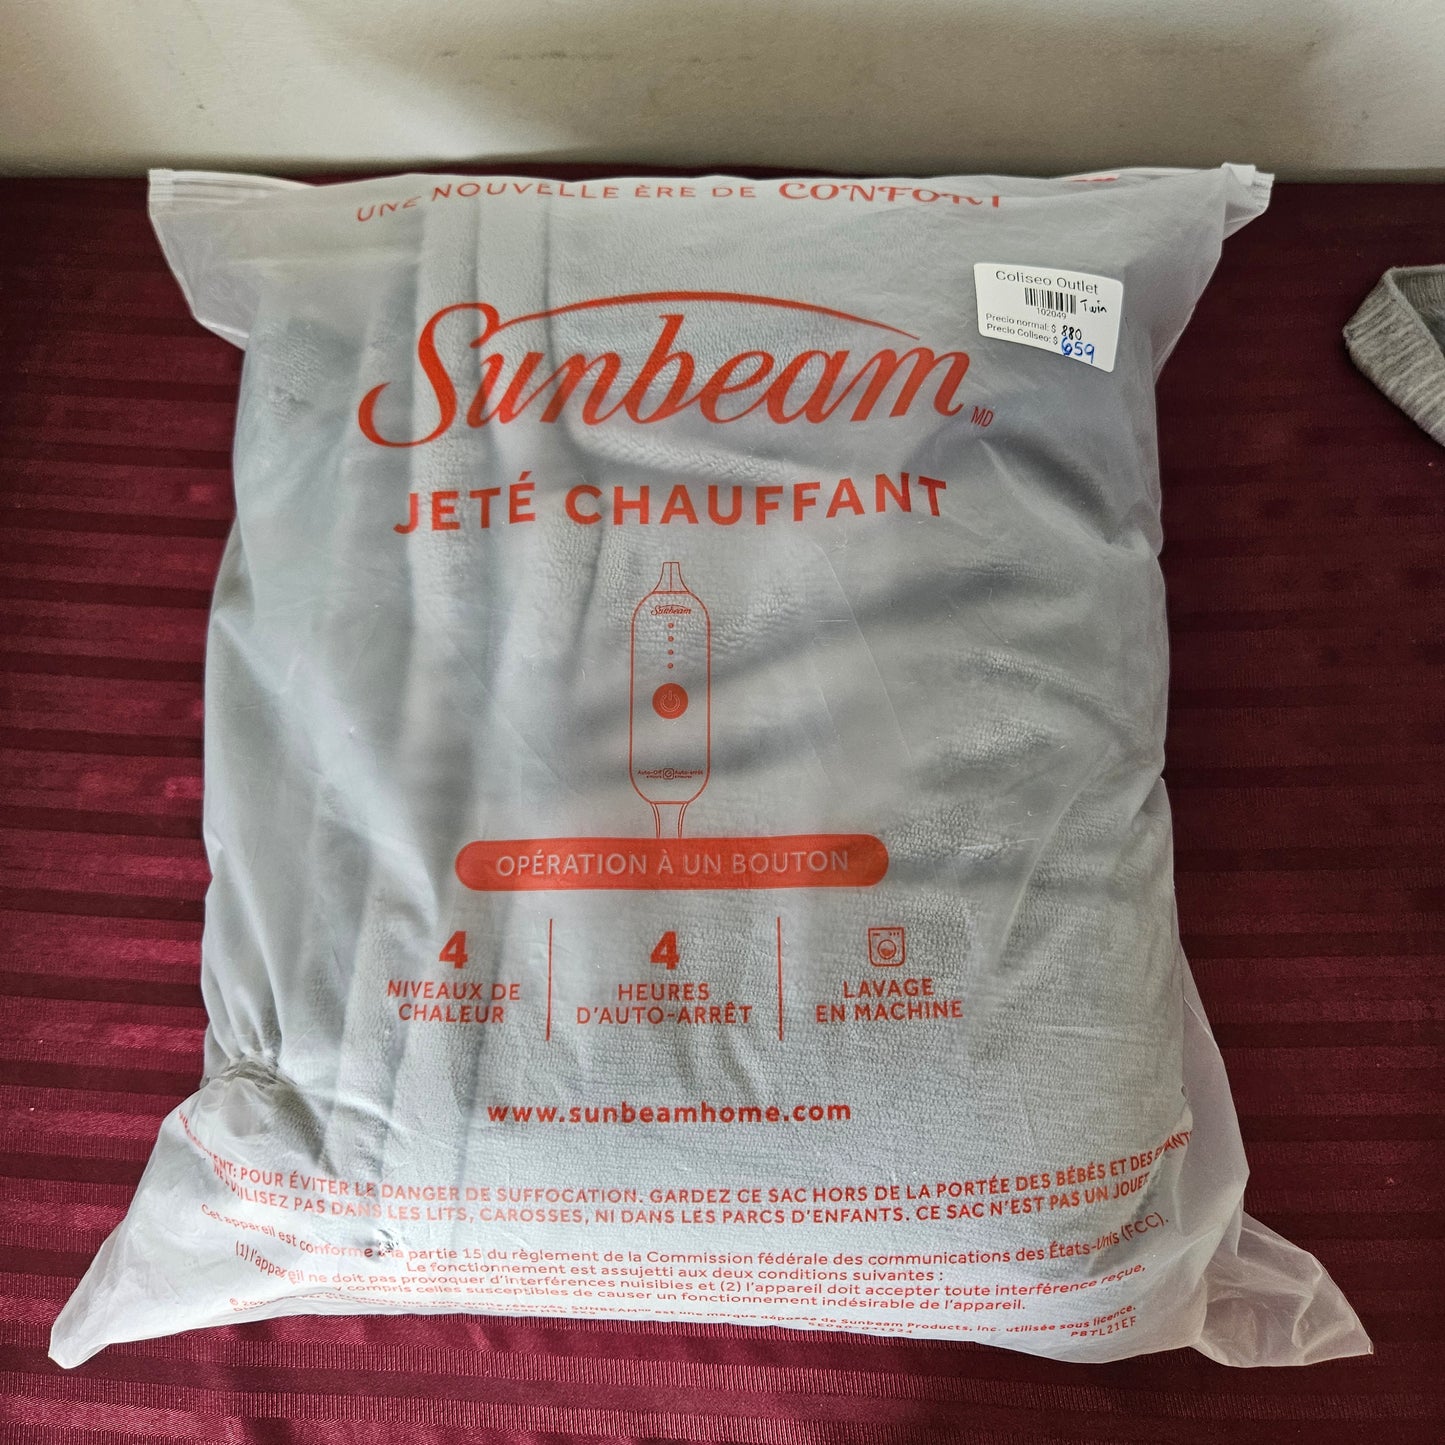 UNE NOUVELLE ÈRE DE CONFORT
Coliseo Outlet
102049
Twin
Precio normal: $ 880
Precio Coliseo: $ 659
Sunbeam MD
JETÉ CHAUFFANT
Sunbeam
Auto-Off Auto-arrêt
OPÉRATION À UN BOUTON
4
NIVEAUX DE
CHALEUR
4
HEURES
D'AUTO-ARRÊT
LAVAGE
EN MACHINE
www.sunbeamhome.com
POUR ÉVITER LE DANGER DE SUFFOCATION. GARDEZ CE SAC HORS DE LA PORTÉE DES BÉBÉS ET DES
PAS DANS LES LITS, CAROSSES, NI DANS LES PARCS D'ENFANTS. CE SAC N'EST PAS UN JOUET
Cet appareil est conforme à la partie 15 du règlement de la Commission fédérale des communications des États-Unis (FCC).
Le fonctionnement est assujetti aux deux conditions suivantes :
(1) l'appareil ne doit pas provoquer d'interférences nuisibles et (2) l'appareil doit accepter toute interférence reçue,
y compris celles susceptibles de causer un fonctionnement indésirable de l'appareil.
SUNBEAM est une marque déposée de Sunbeam Products, Inc. utilisée sous licence.
PBTL21EF